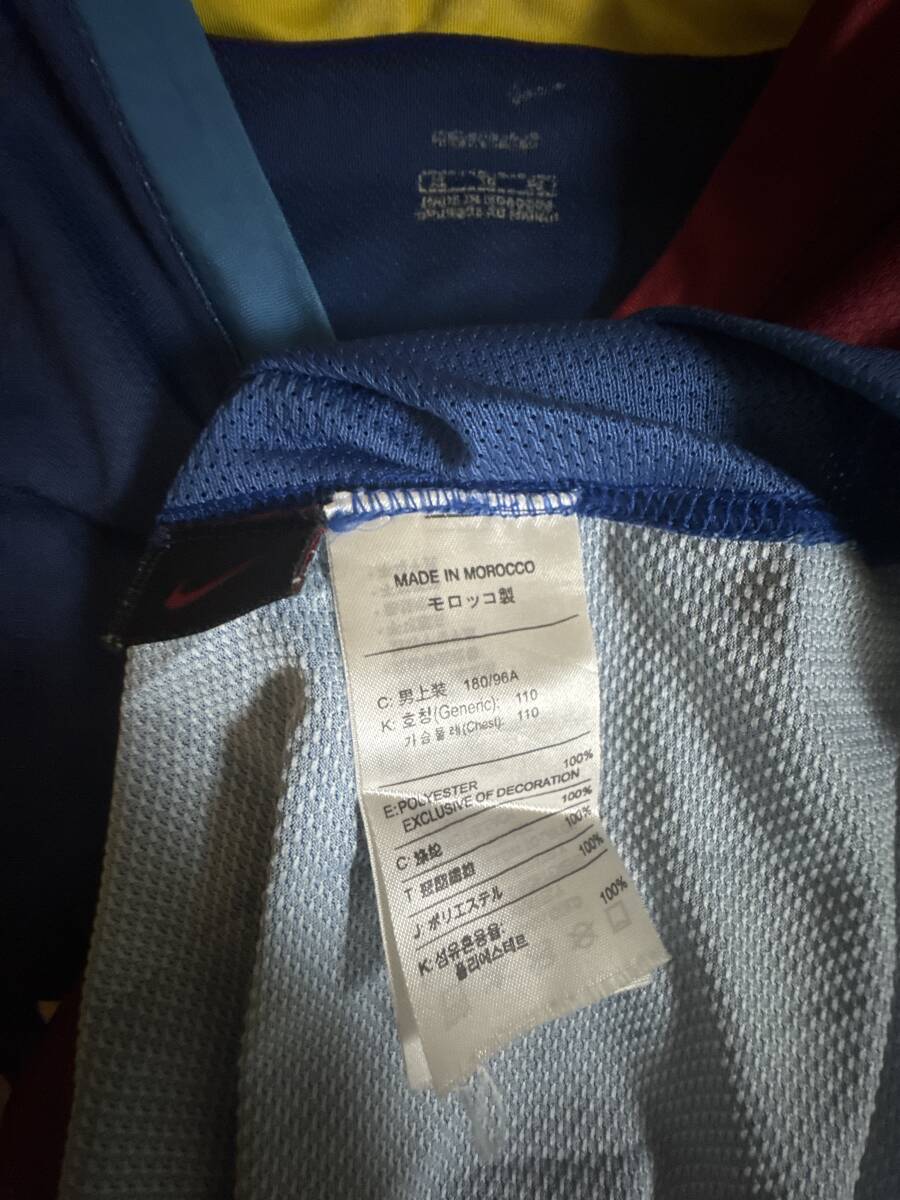 MADE IN MOROCCO
モロッコ製
C: 男上装 180/96A
K: 호칭(Generic): 110
가슴둘레(Chest): 110
E:POLYESTER 100%
EXCLUSIVE OF DECORATION
C: 涤纶 100%
T 100%
J:ポリエステル 100%
K:섬유혼용율:
폴리에스테르 100%